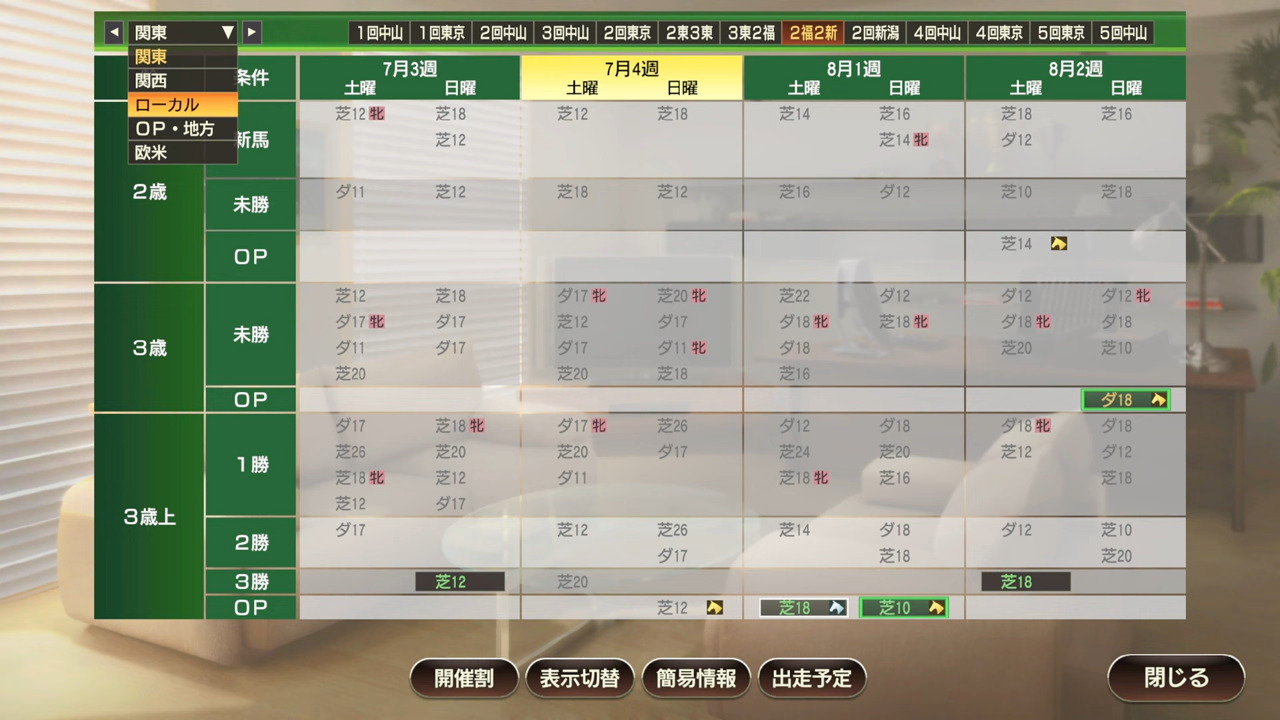 ◀ 関東 ▼ ▶ 1回中山 1回東京 2回中山 3回中山 2回東京 2東3東 3東2福 2福2新 2回新潟 4回中山 4回東京 5回東京 5回中山
関東
関西
ローカル
OP・地方
欧米
条件 7月3週 7月4週 8月1週 8月2週
土曜 日曜 土曜 日曜 土曜 日曜 土曜 日曜
2歳 新馬 芝12 牝 芝18 芝12 芝18 芝14 芝16 芝18 芝16
芝12 芝14 牝 ダ12
未勝 ダ11 芝12 芝18 芝12 芝16 ダ12 芝10 芝18
OP 芝14
3歳 未勝 芝12 芝18 ダ17 牝 芝20 牝 芝22 ダ12 ダ12 ダ12 牝
ダ17 牝 ダ17 芝12 ダ17 ダ18 牝 芝18 牝 ダ18 牝 ダ18
ダ11 ダ17 ダ17 ダ11 牝 ダ18 芝20 芝10
芝20 芝20 芝18 芝16
OP ダ18
3歳上 1勝 ダ17 芝18 牝 ダ17 牝 芝26 ダ12 ダ18 ダ18 牝 ダ18
芝26 芝20 芝20 ダ17 芝24 芝20 芝12 ダ12
芝18 牝 芝12 ダ11 芝18 牝 芝16 芝18
芝12 ダ17
2勝 ダ17 芝12 芝26 芝14 ダ18 ダ12 芝10
ダ17 芝18 芝20
3勝 芝12 芝20 芝18
OP 芝12 芝18 芝10
開催割 表示切替 簡易情報 出走予定 閉じる